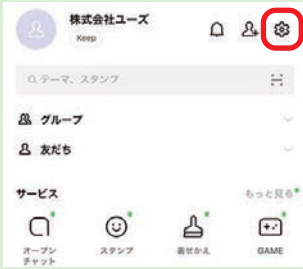 株式会社ユーズ
Keep
テーマ、スタンプ
グループ
友だち
サービス
もっと見る
オープン
チャット
スタンプ
着せかえ
GAME